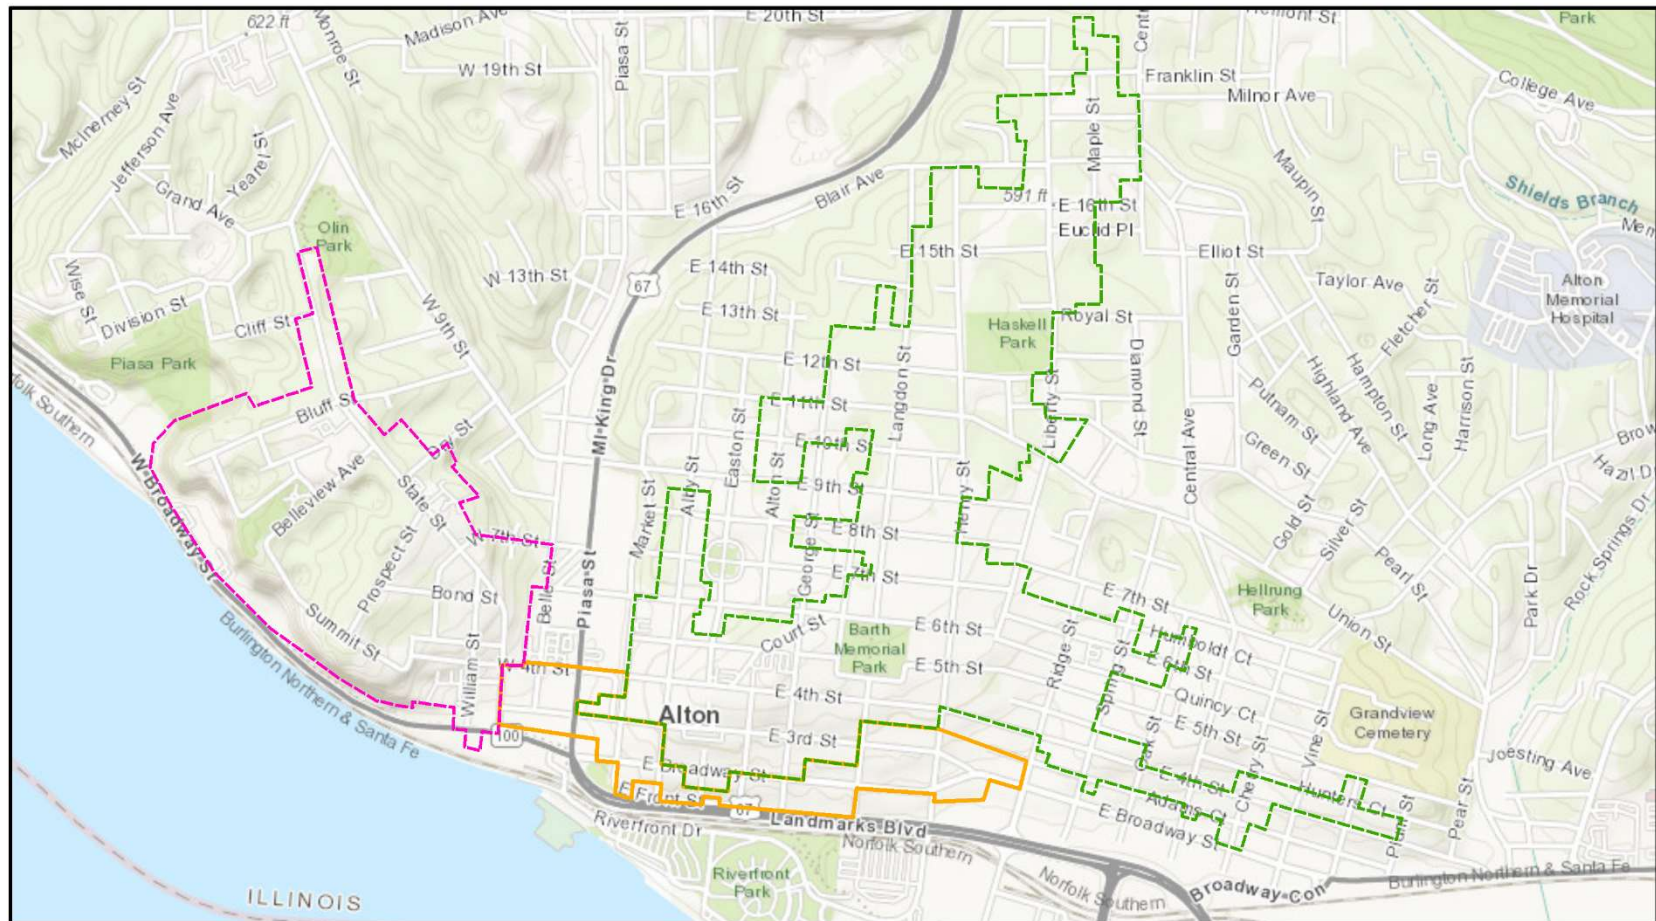 622 ft
Monroe St
Madison Ave
E 20th St
Park
W 19th St
Piasa St
Franklin St
Milnor Ave
College Ave
McInerney St
Jefferson Ave
Yearel St
Grand Ave
Maple St
Maupin St
Blair Ave
E 16th St
591 ft
E 16th St
Euclid Pl
Shields Branch
Olin
Park
Wise St
Division St
Cliff St
W 13th St
E 14th St
E 15th St
Elliot St
67
E 13th St
Taylor Ave
Fletcher St
Alton
Memorial
Hospital
Garden St
Haskell
Park
Royal St
Piasa Park
W 9th St
Ml King Dr
E 12th St
Langdon St
Diamond St
Highland Ave
Hampton St
Putnam St
Long Ave
Harrison St
Norfolk Southern
Bluff St
E 11th St
E 10th St
Liberty St
Central Ave
Green St
Easton St
Alby St
Alton St
E 9th St
Henry St
W Broadway St
Belleview Ave
State St
Market St
E 8th St
George St
E 7th St
Gold St
Silver St
Pearl St
Rock Springs Dr
Park Dr
W 7th St
Prospect St
Bond St
Belle St
Piasa St
Summit St
E 7th St
Hellrung
Park
Union St
Court St
Barth
Memorial
Park
E 6th St
E 5th St
Humboldt Ct
E 6th St
Ridge St
Spring St
Burlington Northern & Santa Fe
William St
W 4th St
E 4th St
Quincy Ct
E 5th St
Vine St
Grandview
Cemetery
Alton
100
E 3rd St
Oak St
Cherry St
Joesting Ave
E Broadway St
E 4th St
Hunters Ct
E Front St
67
Adams Ct
E Broadway St
Plum St
Pear St
Landmarks Blvd
Riverfront Dr
Norfolk Southern
Riverfront
Park
Norfolk Southern
Broadway Con
Burlington Northern & Santa Fe
ILLINOIS